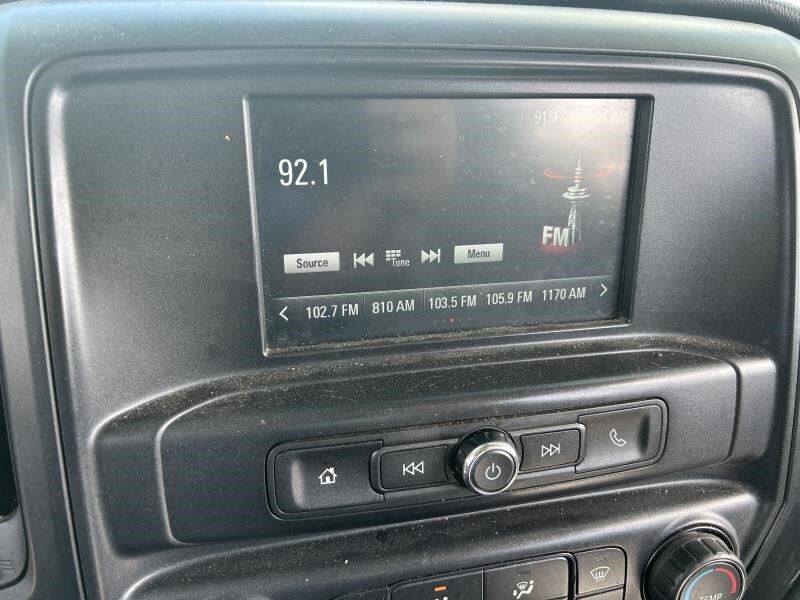 91°F 12:04 AM
92.1
FM
Source Tune Menu
102.7 FM 810 AM 103.5 FM 105.9 FM 1170 AM
TEMP